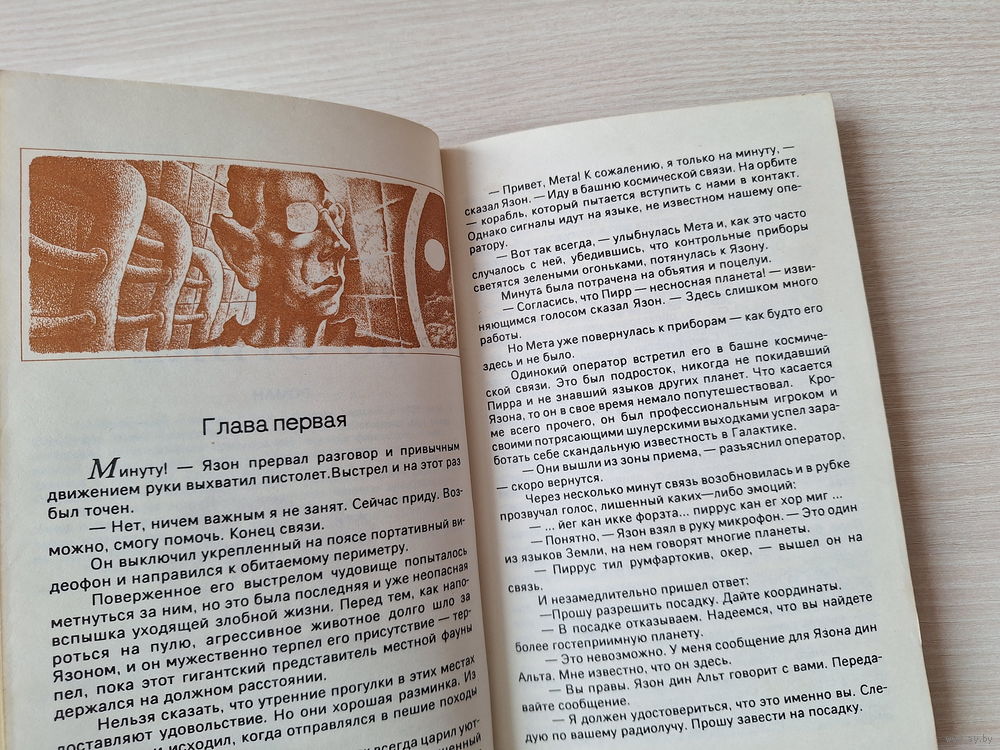 Глава первая
Минуту! — Язон прервал разговор и привычным
движением руки выхватил пистолет.Выстрел и на этот раз
был точен.
— Нет, ничем важным я не занят. Сейчас приду. Воз-
можно, смогу помочь. Конец связи.
Он выключил укрепленный на поясе портативный ви-
деофон и направился к обитаемому периметру.
Поверженное его выстрелом чудовище попыталось
метнуться за ним, но это была последняя и уже неопасная
вспышка уходящей злобной жизни. Перед тем, как напо-
роться на пулю, агрессивное животное долго шло за
Язоном, и он мужественно терпел его присутствие — тер-
пел, пока этот гигантский представитель местной фауны
держался на должном расстоянии.
Нельзя сказать, что утренние прогулки в этих местах
доставляют удовольствие. Но они хорошая разминка. Из
исходил, когда отправлялся в пешие походы
всегда царил уют-
— Привет, Мета! К сожалению, я только на минуту, —
сказал Язон. — Иду в башню космической связи. На орбите
— корабль, который пытается вступить с нами в контакт.
Однако сигналы идут на языке, не известном нашему опе-
ратору.
— Вот так всегда, — улыбнулась Мета и, как это часто
случалось с ней, убедившись, что контрольные приборы
светятся зелеными огоньками, потянулась к Язону.
Минута была потрачена на объятия и поцелуи.
— Согласись, что Пирр — несносная планета! — изви-
няющимся голосом сказал Язон. — Здесь слишком много
работы.
Но Мета уже повернулась к приборам — как будто его
здесь и не было.
Одинокий оператор встретил его в башне космиче-
ской связи. Это был подросток, никогда не покидавший
Пирра и не знавший языков других планет. Что касается
Язона, то он в свое время немало попутешествовал. Кро-
ме всего прочего, он был профессиональным игроком и
своими потрясающими шулерскими выходками успел зара-
ботать себе скандальную известность в Галактике.
— Они вышли из зоны приема, — разъяснил оператор,
— скоро вернутся.
Через несколько минут связь возобновилась и в рубке
прозвучал голос, лишенный каких—либо эмоций:
— ... йег кан икке форзта... пиррус кан ег хор миг ...
— Понятно, — Язон взял в руку микрофон. — Это один
из языков Земли, на нем говорят многие планеты.
— Пиррус тил румфартокив, окер, — вышел он на
связь.
И незамедлительно пришел ответ:
—Прошу разрешить посадку. Дайте координаты.
— В посадке отказываем. Надеемся, что вы найдете
более гостеприимную планету.
— Это невозможно. У меня сообщение для Язона дин
Альта. Мне известно, что он здесь.
— Вы правы. Язон дин Альт говорит с вами. Переда-
вайте сообщение.
— Я должен удостовериться, что это именно вы. Сле-
дую по вашему радиолучу. Прошу завести на посадку.